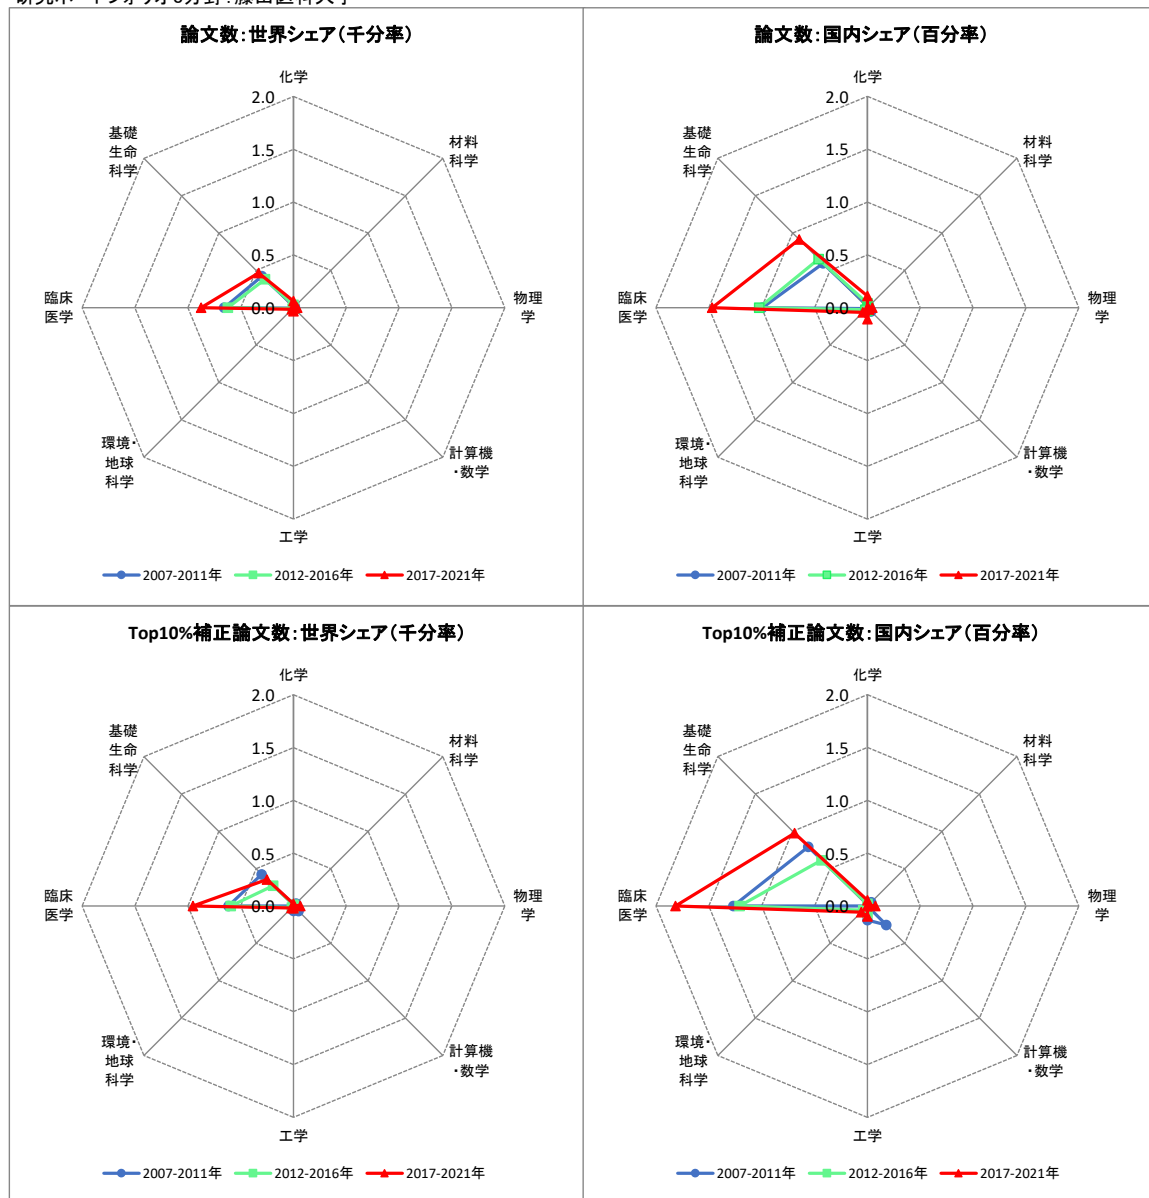 論文数：世界シェア（千分率）
化学
2.0
1.5
1.0
0.5
0.0
材料
科学
物理
学
計算機
・数学
工学
環境・
地球
科学
臨床
医学
基礎
生命
科学
2007-2011年 2012-2016年 2017-2021年
論文数：国内シェア（百分率）
化学
2.0
1.5
1.0
0.5
0.0
材料
科学
物理
学
計算機
・数学
工学
環境・
地球
科学
臨床
医学
基礎
生命
科学
2007-2011年 2012-2016年 2017-2021年
Top10%補正論文数：世界シェア（千分率）
化学
2.0
1.5
1.0
0.5
0.0
材料
科学
物理
学
計算機
・数学
工学
環境・
地球
科学
臨床
医学
基礎
生命
科学
2007-2011年 2012-2016年 2017-2021年
Top10%補正論文数：国内シェア（百分率）
化学
2.0
1.5
1.0
0.5
0.0
材料
科学
物理
学
計算機
・数学
工学
環境・
地球
科学
臨床
医学
基礎
生命
科学
2007-2011年 2012-2016年 2017-2021年